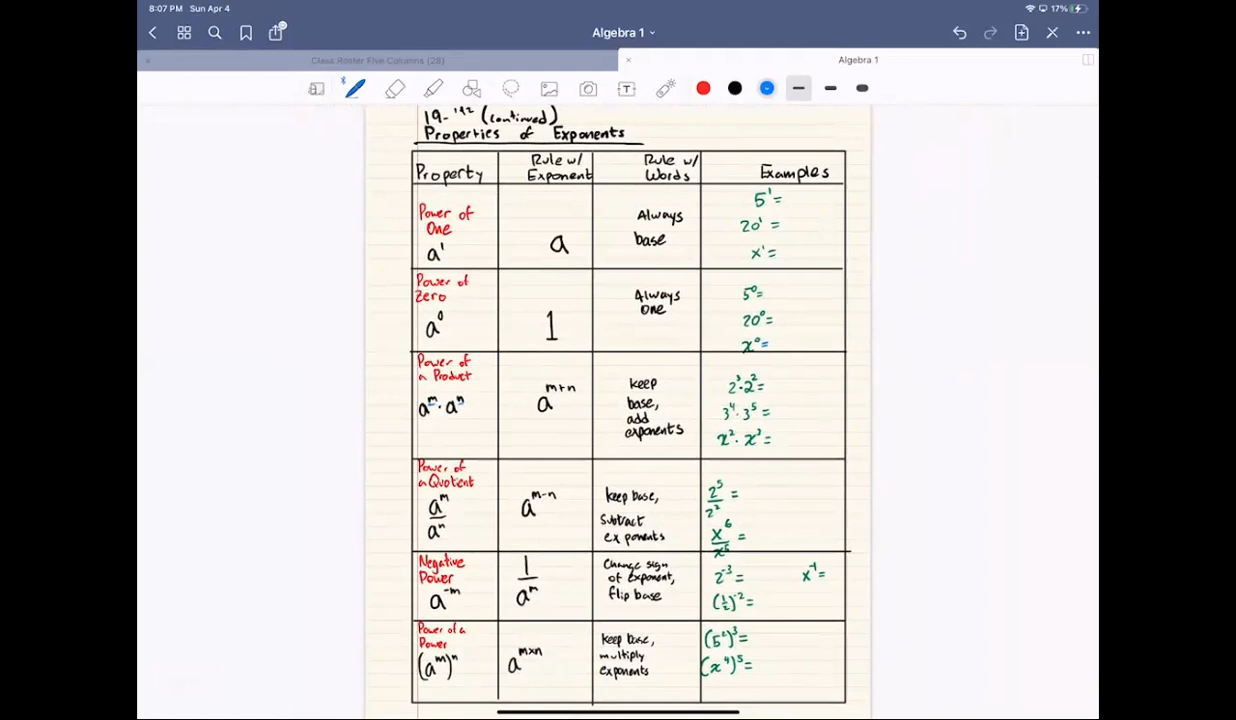 8:07 PM Sun Apr 4
17%
Algebra 1
Class Roster Five Columns (28)
Algebra 1
19- (continued)
Properties of Exponents
Property
Rule w/
Exponent
Rule w/
Words
Examples
Power of
One
a¹
a
Always
base
5¹=
20¹=
x¹=
Power of
Zero
a⁰
1
Always
one
5⁰=
20⁰=
x⁰=
Power of
a Product
aᵐ · aⁿ
aᵐ⁺ⁿ
keep
base,
add
exponents
2³·2²=
3⁴·3⁵=
x²·x³=
Power of
a Quotient
aᵐ
aⁿ
aᵐ⁻ⁿ
keep base,
Subtract
exponents
2⁵ =
2²
x⁶ =
x⁵
Negative
Power
a⁻ᵐ
1
aᵐ
Change sign
of exponent,
flip base
2⁻³=
x⁻¹=
(1/2)⁻²=
Power of a
Power
(aᵐ)ⁿ
aᵐˣⁿ
keep base,
multiply
exponents
(5²)³=
(x⁴)⁵=